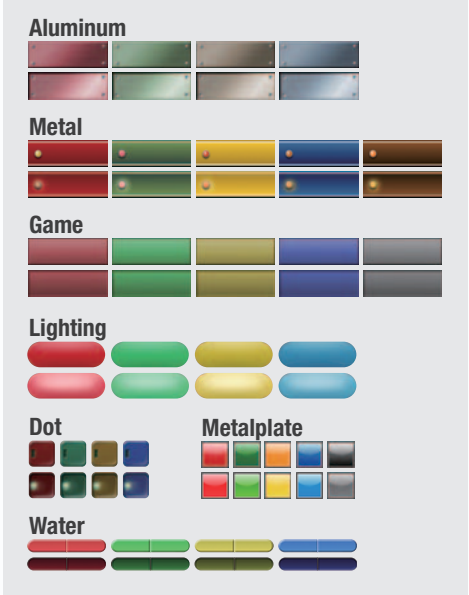 Aluminum
Metal
Game
Lighting
Dot
Metalplate
Water